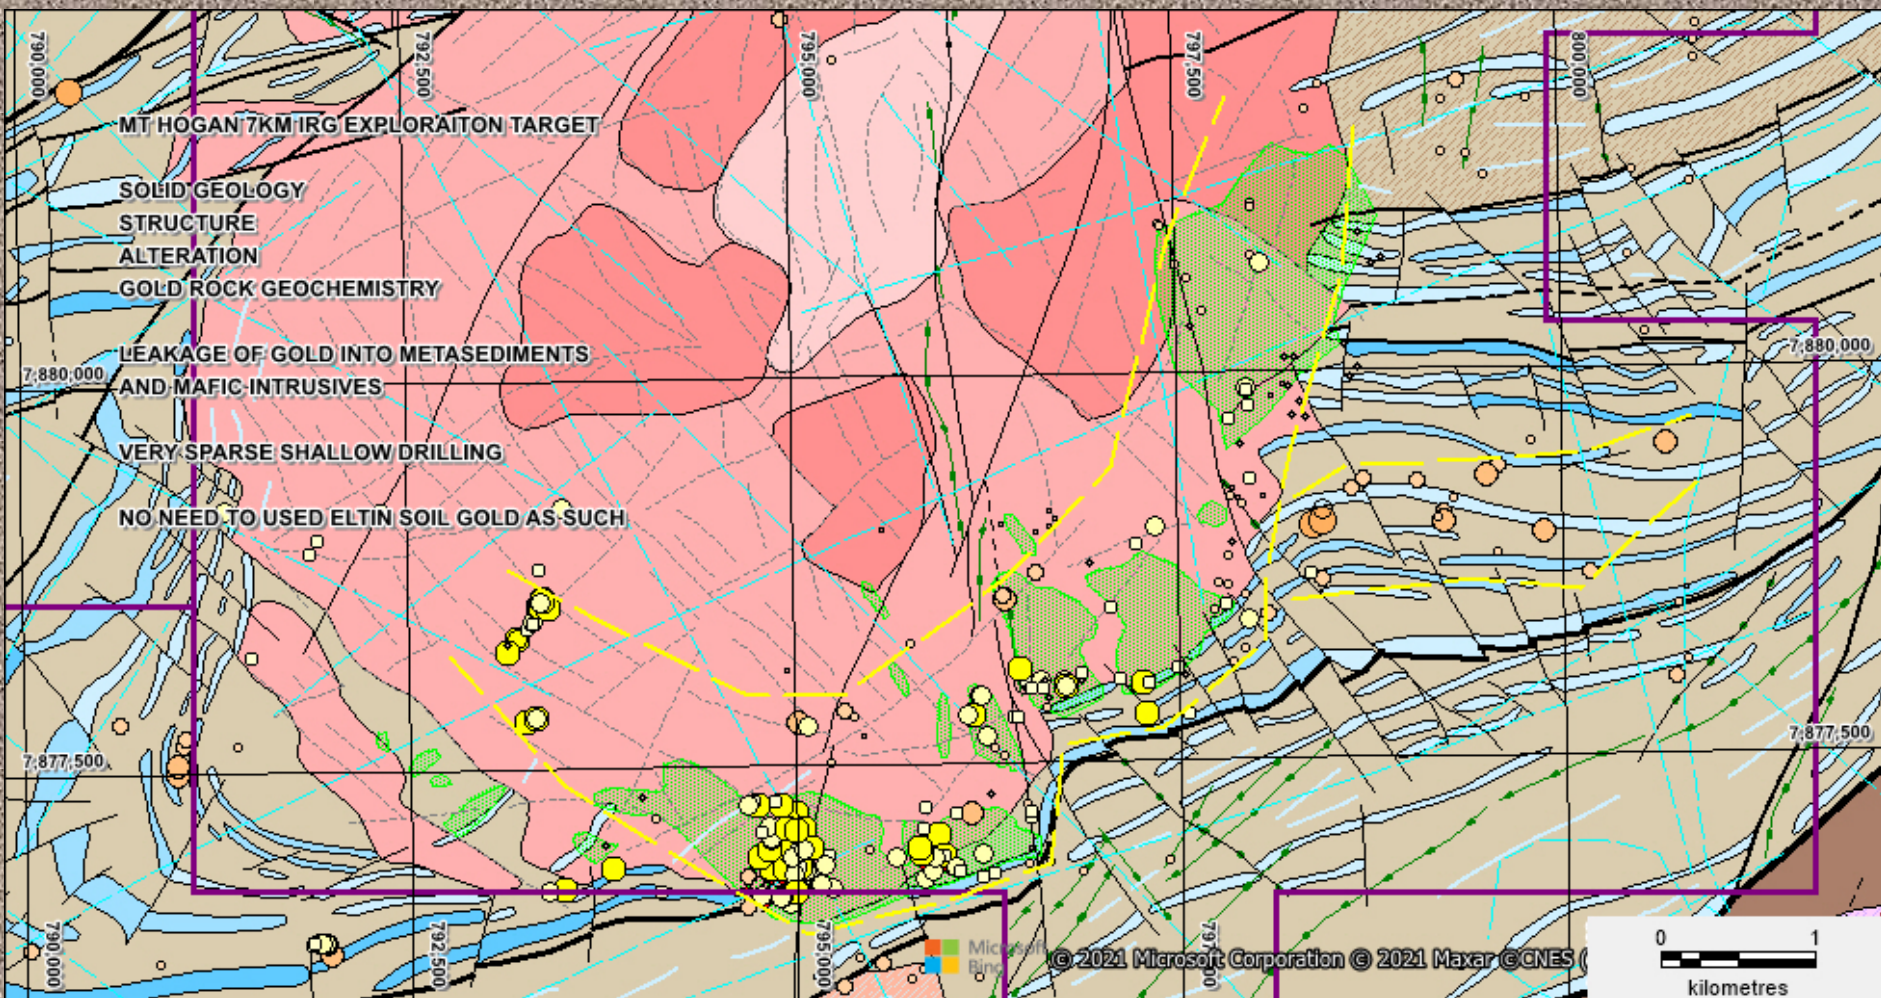 790,000
792,500
795,000
797,500
800,000
MT HOGAN 7KM IRG EXPLORAITON TARGET
SOLID GEOLOGY
STRUCTURE
ALTERATION
GOLD ROCK GEOCHEMISTRY
LEAKAGE OF GOLD INTO METASEDIMENTS
AND MAFIC INTRUSIVES
7,880,000
7,880,000
VERY SPARSE SHALLOW DRILLING
NO NEED TO USED ELTIN SOIL GOLD AS SUCH
7,877,500
7,877,500
790,000
792,500
795,000
Microsoft
Bing
© 2021 Microsoft Corporation © 2021 Maxar ©CNES (
0 1
kilometres